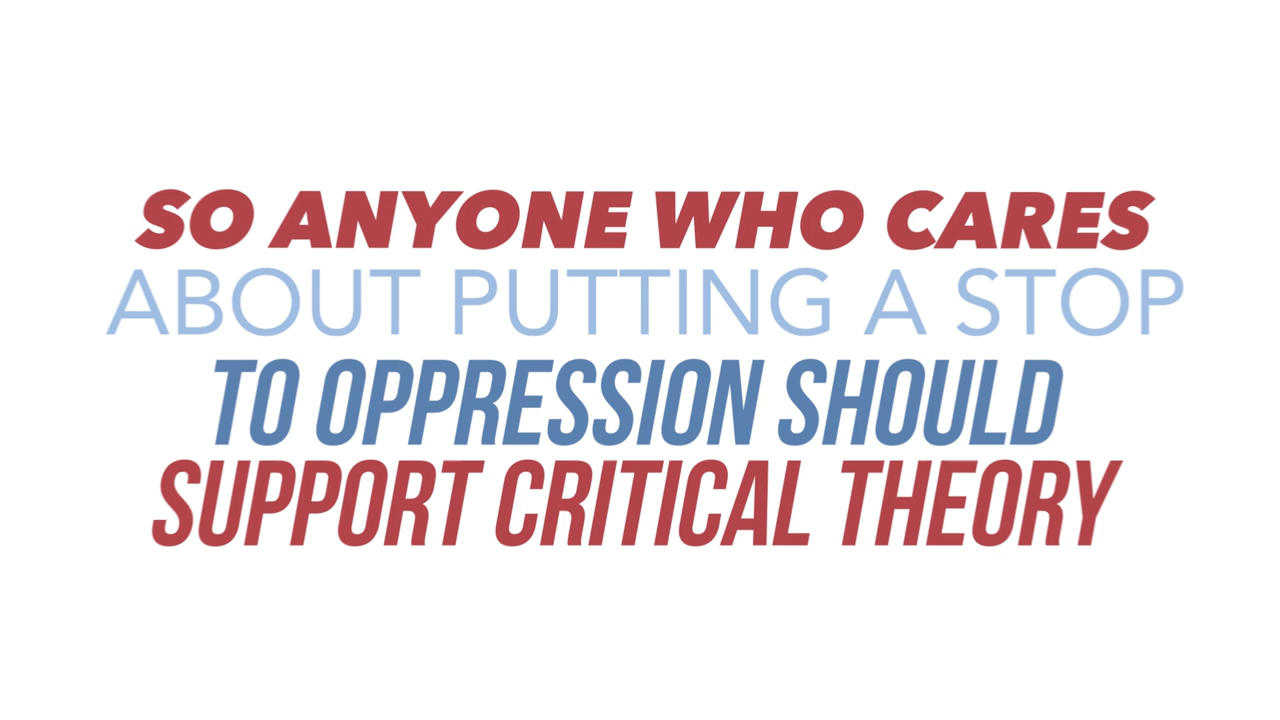 SO ANYONE WHO CARES
ABOUT PUTTING A STOP
TO OPPRESSION SHOULD
SUPPORT CRITICAL THEORY